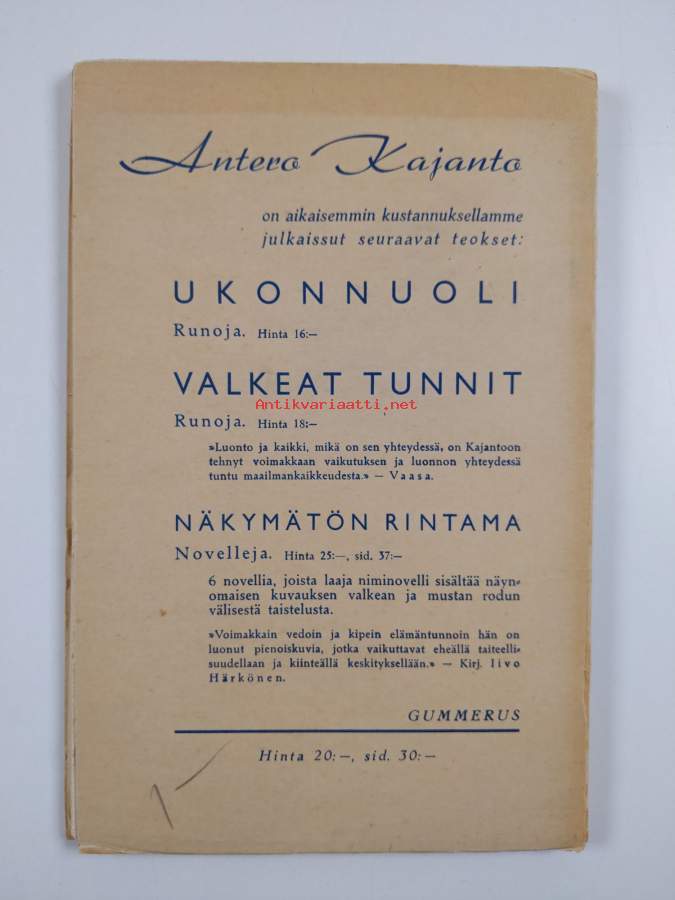 Antero Kajanto
on aikaisemmin kustannuksellamme
julkaissut seuraavat teokset:
UKONNUOLI
Runoja. Hinta 16:—
VALKEAT TUNNIT
Antikvariaatti.net
Runoja. Hinta 18:—
»Luonto ja kaikki, mikä on sen yhteydessä, on Kajantoon
tehnyt voimakkaan vaikutuksen ja luonnon yhteydessä
tuntu maailmankaikkeudesta.» — Vaasa.
NÄKYMÄTÖN RINTAMA
Novelleja. Hinta 25:—, sid. 37:—
6 novellia, joista laaja niminovelli sisältää näyn-
omaisen kuvauksen valkean ja mustan rodun
välisestä taistelusta.
»Voimakkain vedoin ja kipein elämäntunnoin hän on
luonut pienoiskuvia, jotka vaikuttavat eheällä taiteelli-
suudellaan ja kiinteällä keskityksellään.» — Kirj. Iivo
Härkönen.
GUMMERUS
Hinta 20:—, sid. 30:—